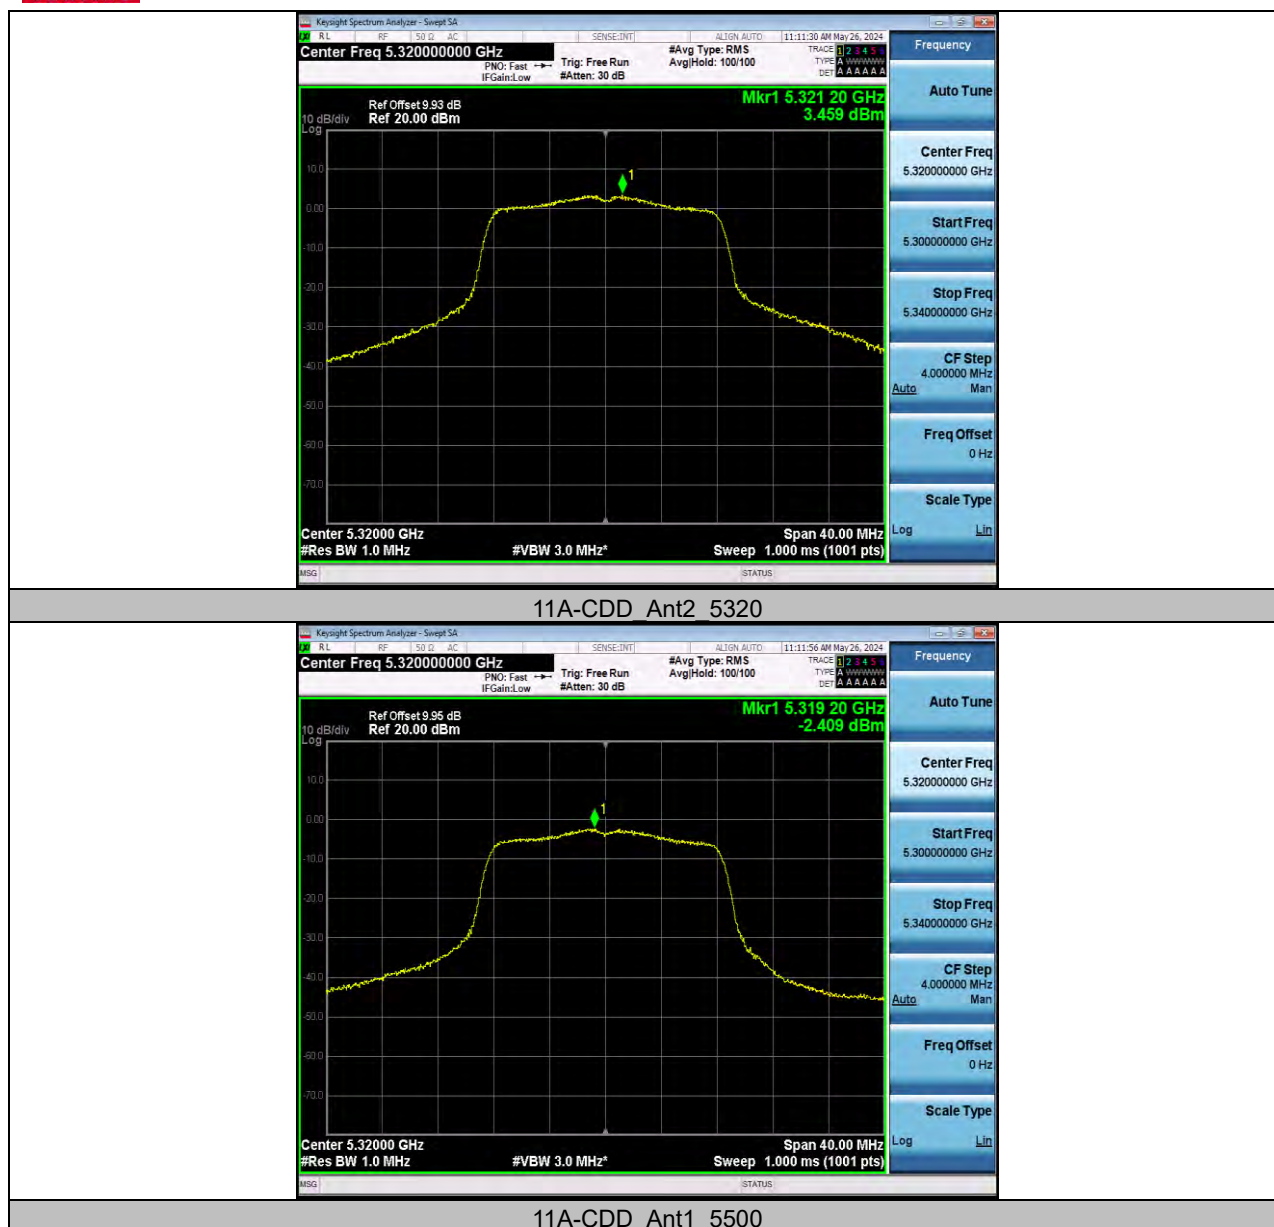 Keysight Spectrum Analyzer - Swept SA
RL RF 50 Ω AC SENSE:INT ALIGN AUTO 11:11:30 AM May 26, 2024
Center Freq 5.320000000 GHz
PNO: Fast
IFGain:Low
Trig: Free Run
#Atten: 30 dB
#Avg Type: RMS
Avg|Hold: 100/100
TRACE 1 2 3 4 5
TYPE A
DET A A A A A A
Mkr1 5.321 20 GHz
3.459 dBm
Ref Offset 9.93 dB
10 dB/div Ref 20.00 dBm
Log
10.0
0.00
-10.0
-20.0
-30.0
-40.0
-50.0
-60.0
-70.0
1
Center 5.32000 GHz Span 40.00 MHz
#Res BW 1.0 MHz #VBW 3.0 MHz* Sweep 1.000 ms (1001 pts)
MSG STATUS
Frequency
Auto Tune
Center Freq
5.320000000 GHz
Start Freq
5.300000000 GHz
Stop Freq
5.340000000 GHz
CF Step
4.000000 MHz
Auto Man
Freq Offset
0 Hz
Scale Type
Log Lin
11A-CDD_Ant2_5320
Keysight Spectrum Analyzer - Swept SA
RL RF 50 Ω AC SENSE:INT ALIGN AUTO 11:11:56 AM May 26, 2024
Center Freq 5.320000000 GHz
PNO: Fast
IFGain:Low
Trig: Free Run
#Atten: 30 dB
#Avg Type: RMS
Avg|Hold: 100/100
TRACE 1 2 3 4 5
TYPE A
DET A A A A A A
Mkr1 5.319 20 GHz
-2.409 dBm
Ref Offset 9.95 dB
10 dB/div Ref 20.00 dBm
Log
10.0
0.00
-10.0
-20.0
-30.0
-40.0
-50.0
-60.0
-70.0
1
Center 5.32000 GHz Span 40.00 MHz
#Res BW 1.0 MHz #VBW 3.0 MHz* Sweep 1.000 ms (1001 pts)
MSG STATUS
Frequency
Auto Tune
Center Freq
5.320000000 GHz
Start Freq
5.300000000 GHz
Stop Freq
5.340000000 GHz
CF Step
4.000000 MHz
Auto Man
Freq Offset
0 Hz
Scale Type
Log Lin
11A-CDD_Ant1_5500